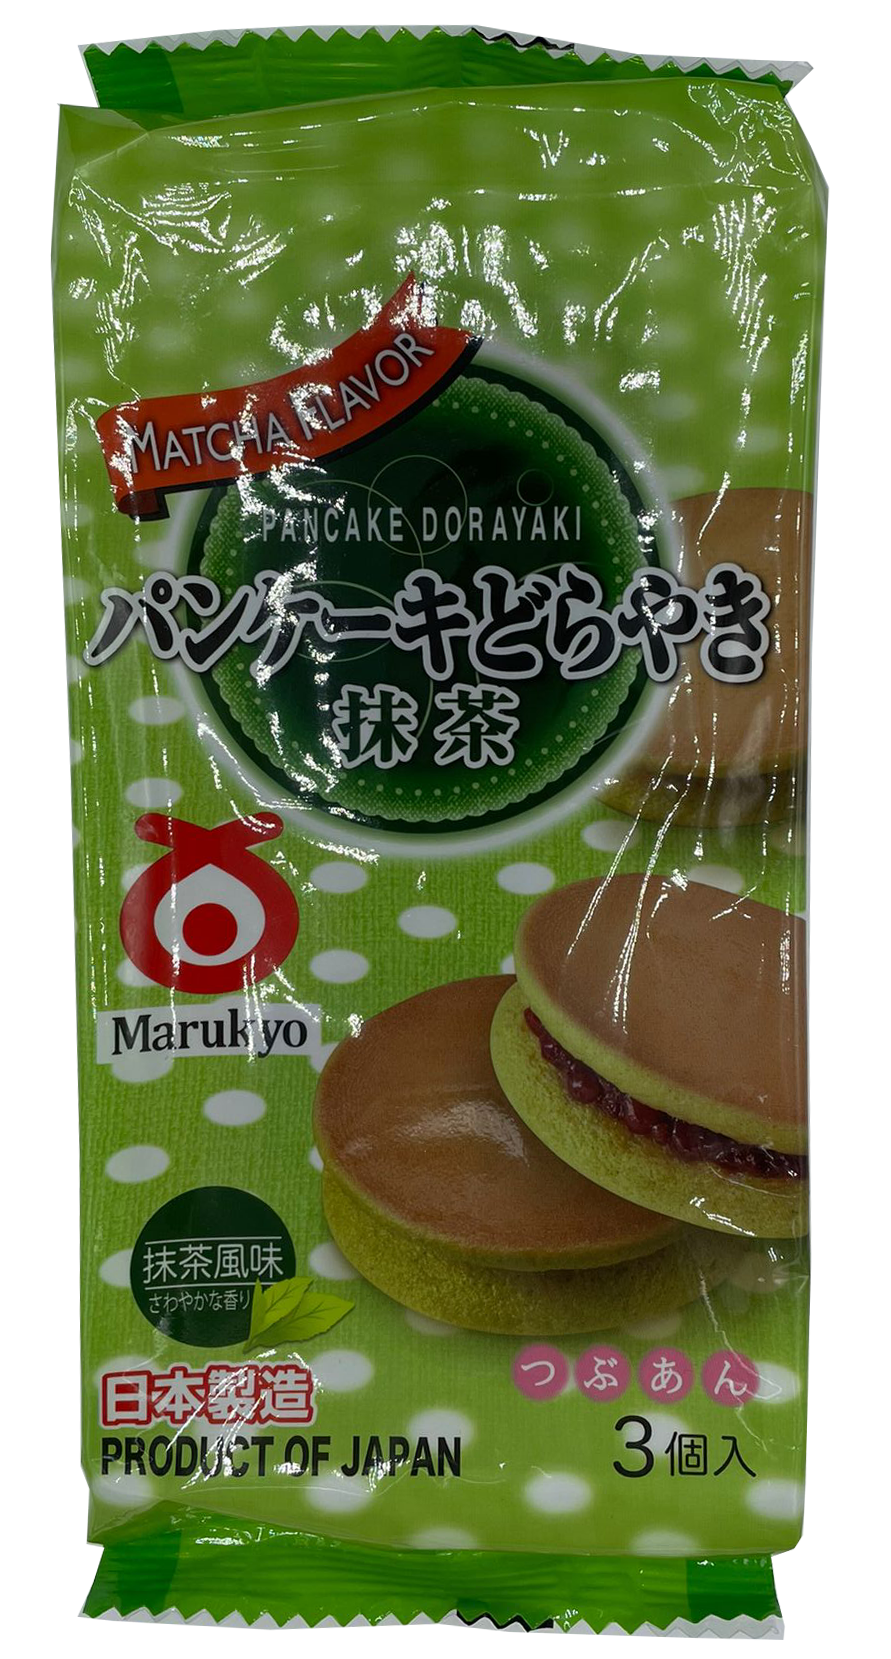 MATCHA FLAVOR
PANCAKE DORAYAKI
パンケーキどらやき
抹茶
Marukyo
抹茶風味
さわやかな香り
つぶあん
日本製造
PRODUCT OF JAPAN
3個入